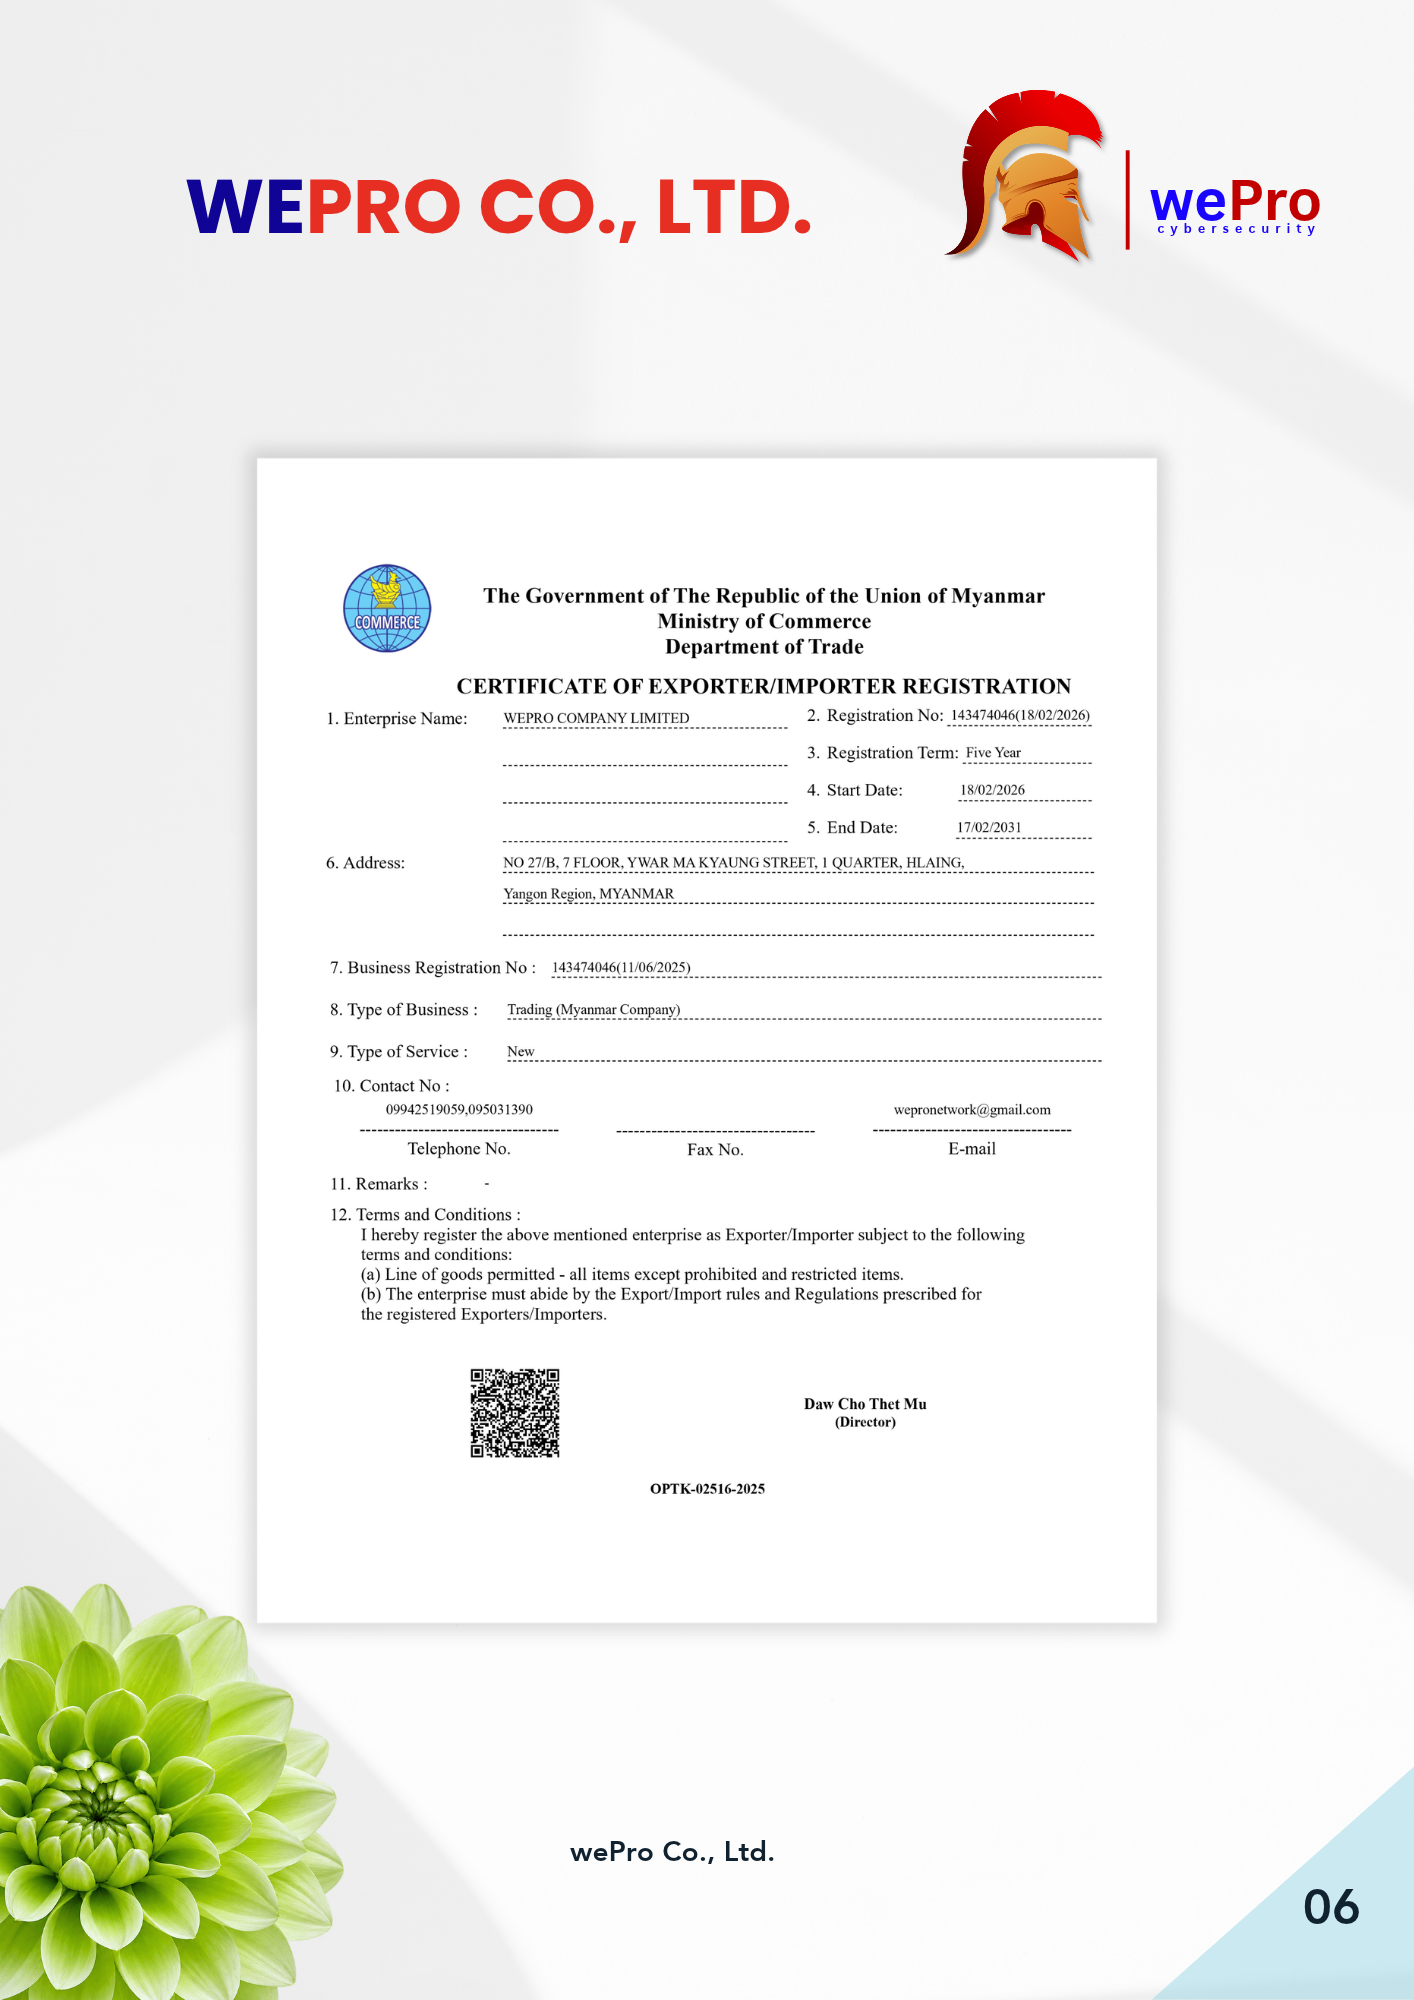 WEPRO CO., LTD.
wePro
cybersecurity
COMMERCE
The Government of The Republic of the Union of Myanmar
Ministry of Commerce
Department of Trade
CERTIFICATE OF EXPORTER/IMPORTER REGISTRATION
1. Enterprise Name: WEPRO COMPANY LIMITED
2. Registration No: 143474046(18/02/2026)
3. Registration Term: Five Year
4. Start Date: 18/02/2026
5. End Date: 17/02/2031
6. Address: NO 27/B, 7 FLOOR, YWAR MA KYAUNG STREET, 1 QUARTER, HLAING,
Yangon Region, MYANMAR
7. Business Registration No : 143474046(11/06/2025)
8. Type of Business : Trading (Myanmar Company)
9. Type of Service : New
10. Contact No :
09942519059,095031390 wepronetwork@gmail.com
Telephone No. Fax No. E-mail
11. Remarks : -
12. Terms and Conditions :
I hereby register the above mentioned enterprise as Exporter/Importer subject to the following
terms and conditions:
(a) Line of goods permitted - all items except prohibited and restricted items.
(b) The enterprise must abide by the Export/Import rules and Regulations prescribed for
the registered Exporters/Importers.
Daw Cho Thet Mu
(Director)
OPTK-02516-2025
wePro Co., Ltd.
06